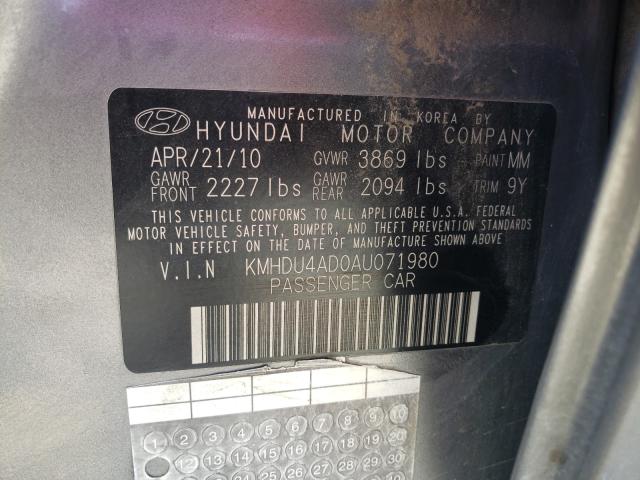 MANUFACTURED IN KOREA BY
HYUNDAI MOTOR COMPANY
APR/21/10 GVWR 3869 lbs PAINT MM
GAWR FRONT 2227 lbs GAWR REAR 2094 lbs TRIM 9Y
THIS VEHICLE CONFORMS TO ALL APPLICABLE U.S.A. FEDERAL
MOTOR VEHICLE SAFETY, BUMPER, AND THEFT PREVENTION STANDARDS
IN EFFECT ON THE DATE OF MANUFACTURE SHOWN ABOVE
V.I.N KMHDU4AD0AU071980
PASSENGER CAR
1 2 3 4 5 6 7 8 9 10
12 13 14 15 16 17 18 19 20
23 24 25 26 27 28 29 30